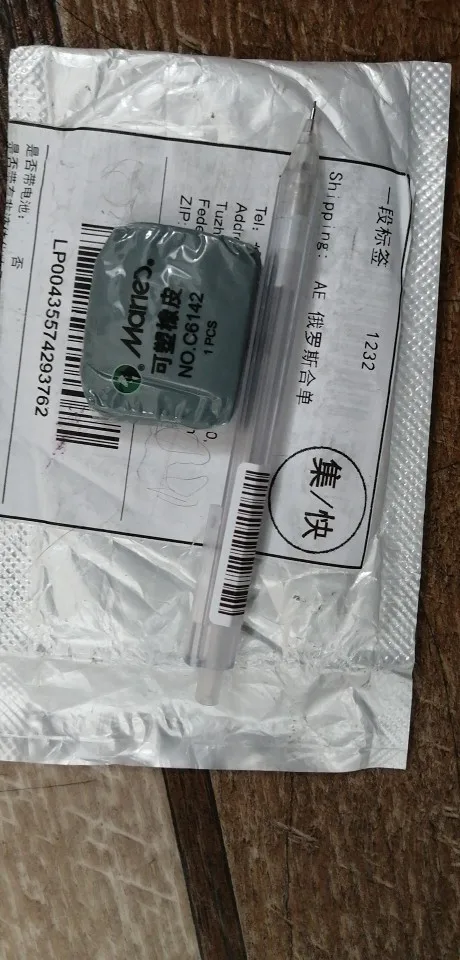 一段标签
1232
Shipping: AE 俄罗斯合单
集/快
Tel:
Addr
Tuzh
Fede
ZIP:
LP00435574293762
是否带电池: 否
Maries.®
可塑橡皮
NO.C6142
1 PCS